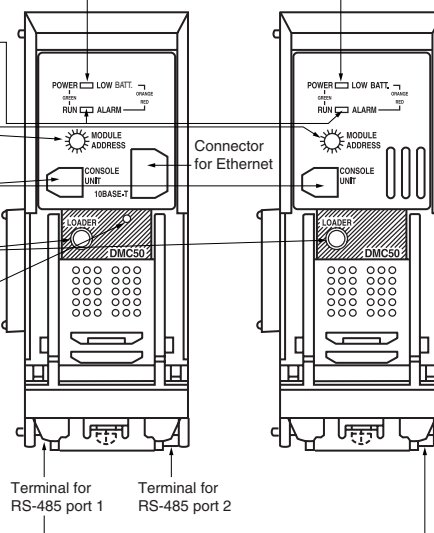 POWER LOW BATT.
GREEN ORANGE
RED
RUN ALARM
MODULE
ADDRESS
CONSOLE
UNIT
10BASE-T
Connector
for Ethernet
LOADER
DMC50
POWER LOW BATT.
GREEN ORANGE
RED
RUN ALARM
MODULE
ADDRESS
CONSOLE
UNIT
LOADER
DMC50
Terminal for
RS-485 port 1
Terminal for
RS-485 port 2